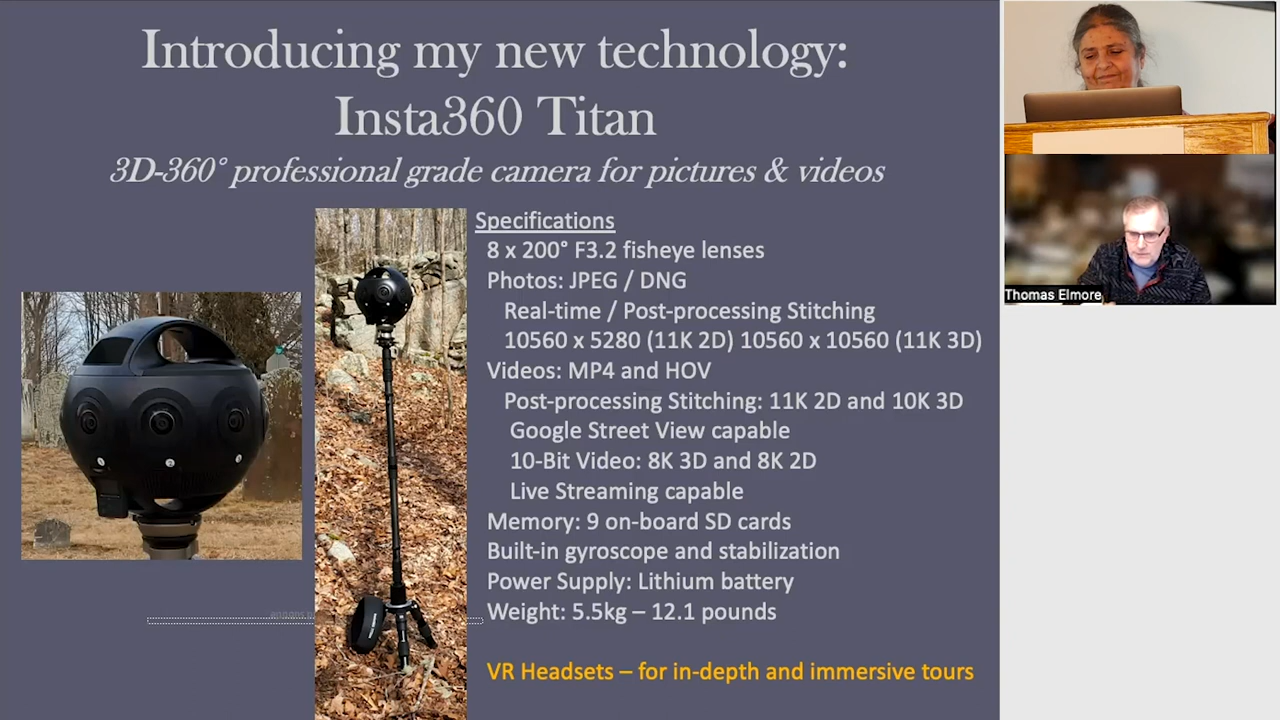 Introducing my new technology:
Insta360 Titan
3D-360° professional grade camera for pictures & videos
Specifications
8 x 200° F3.2 fisheye lenses
Photos: JPEG / DNG
Real-time / Post-processing Stitching
10560 x 5280 (11K 2D) 10560 x 10560 (11K 3D)
Videos: MP4 and HOV
Post-processing Stitching: 11K 2D and 10K 3D
Google Street View capable
10-Bit Video: 8K 3D and 8K 2D
Live Streaming capable
Memory: 9 on-board SD cards
Built-in gyroscope and stabilization
Power Supply: Lithium battery
Weight: 5.5kg – 12.1 pounds
VR Headsets – for in-depth and immersive tours
Thomas Elmore